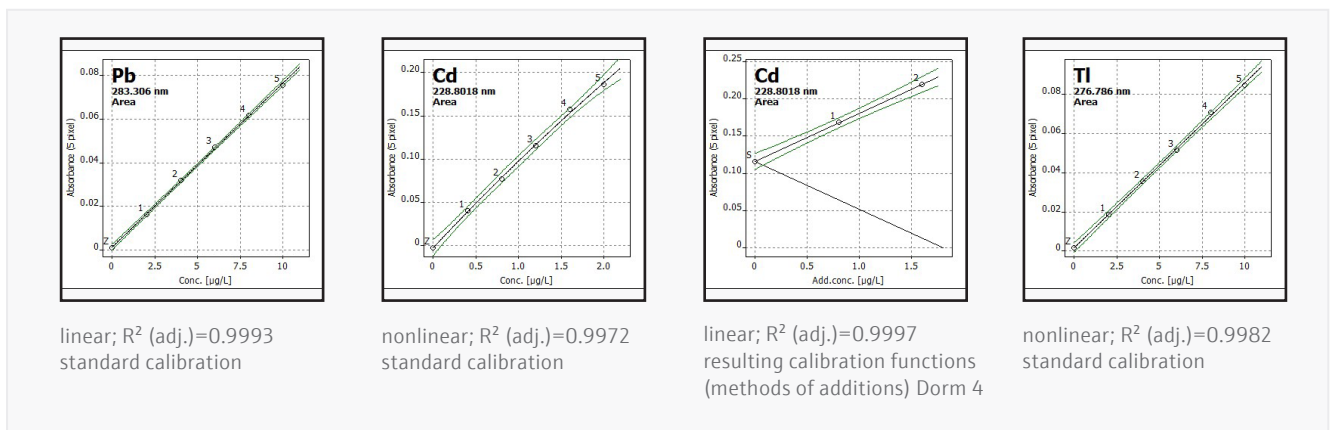 Pb
283.306 nm
Area
Absorbance (5 pixel)
0.08
0.06
0.04
0.02
0
Z
1
2
3
4
5
0 2.5 5.0 7.5 10
Conc. [µg/L]
linear; R² (adj.)=0.9993
standard calibration
Cd
228.8018 nm
Area
Absorbance (5 pixel)
0.20
0.15
0.10
0.05
0
Z
1
2
3
4
5
0 0.5 1.0 1.5 2.0
Conc. [µg/L]
nonlinear; R² (adj.)=0.9972
standard calibration
Cd
228.8018 nm
Area
Absorbance (5 pixel)
0.25
0.20
0.15
0.10
0.05
0
S
1
2
0 0.5 1.0 1.5
Add.conc. [µg/L]
linear; R² (adj.)=0.9997
resulting calibration functions
(methods of additions) Dorm 4
Tl
276.786 nm
Area
Absorbance (5 pixel)
0.08
0.06
0.04
0.02
0
Z
1
2
3
4
5
0 2.5 5.0 7.5 10
Conc. [µg/L]
nonlinear; R² (adj.)=0.9982
standard calibration